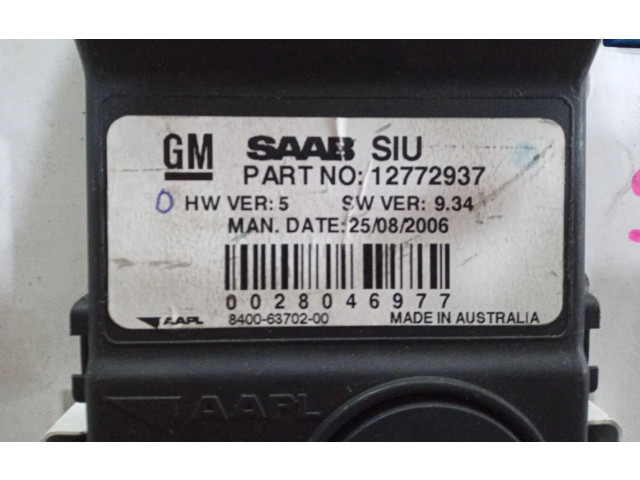 GM SAAB SIU
PART NO: 12772937
0 HW VER: 5 SW VER: 9.34
MAN. DATE: 25/08/2006
0028046977
AAPL 8400-63702-00 MADE IN AUSTRALIA
AAPL